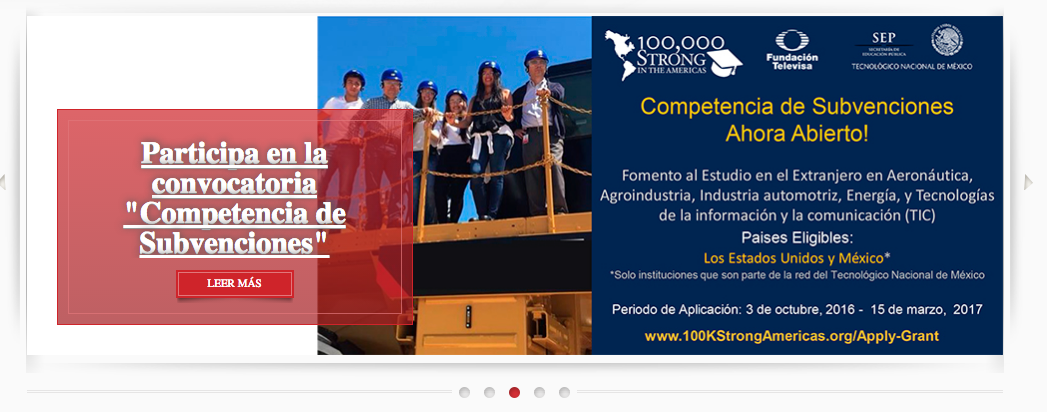 Participa en la
convocatoria
"Competencia de
Subvenciones"
LEER MÁS
100,000
STRONG
IN THE AMERICAS
Fundación
Televisa
SEP
SECRETARÍA DE
EDUCACIÓN PÚBLICA
TECNOLÓGICO NACIONAL DE MÉXICO
Competencia de Subvenciones
Ahora Abierto!
Fomento al Estudio en el Extranjero en Aeronáutica,
Agroindustria, Industria automotriz, Energía, y Tecnologías
de la información y la comunicación (TIC)
Paises Eligibles:
Los Estados Unidos y México*
*Solo instituciones que son parte de la red del Tecnológico Nacional de México
Periodo de Aplicación: 3 de octubre, 2016 - 15 de marzo, 2017
www.100KStrongAmericas.org/Apply-Grant